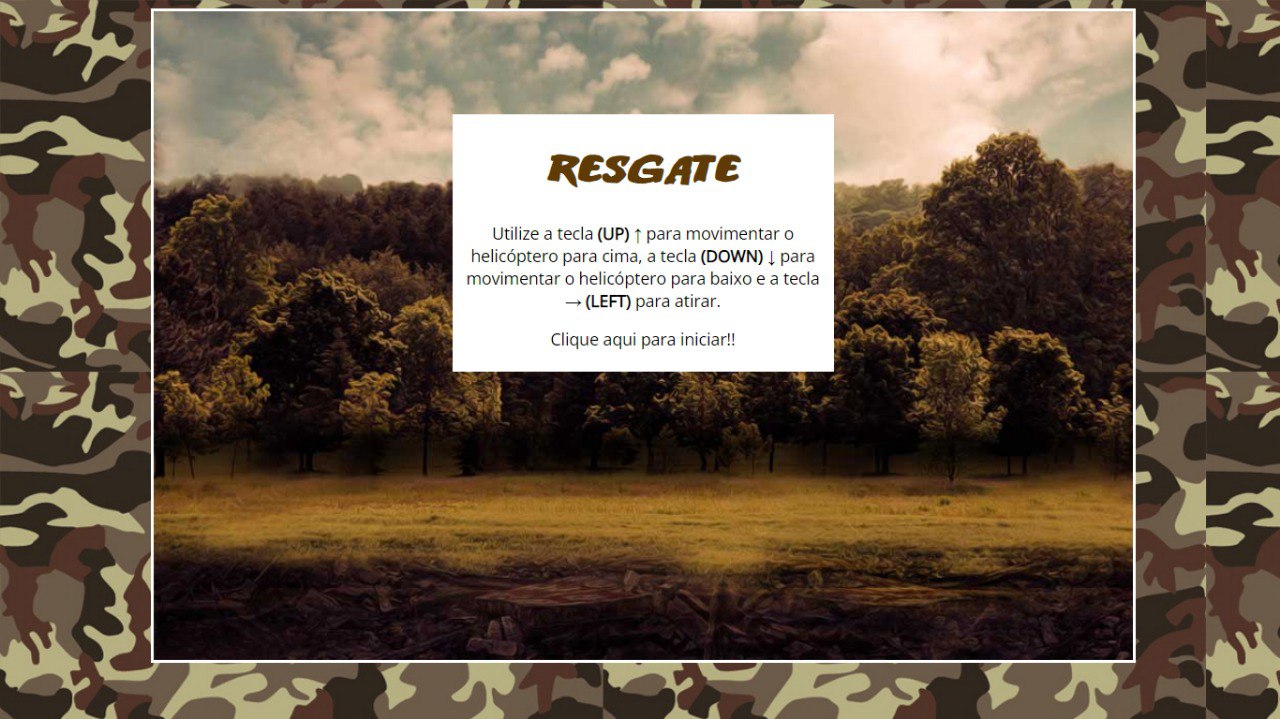 RESGATE
Utilize a tecla (UP) ↑ para movimentar o
helicóptero para cima, a tecla (DOWN) ↓ para
movimentar o helicóptero para baixo e a tecla
→ (LEFT) para atirar.
Clique aqui para iniciar!!